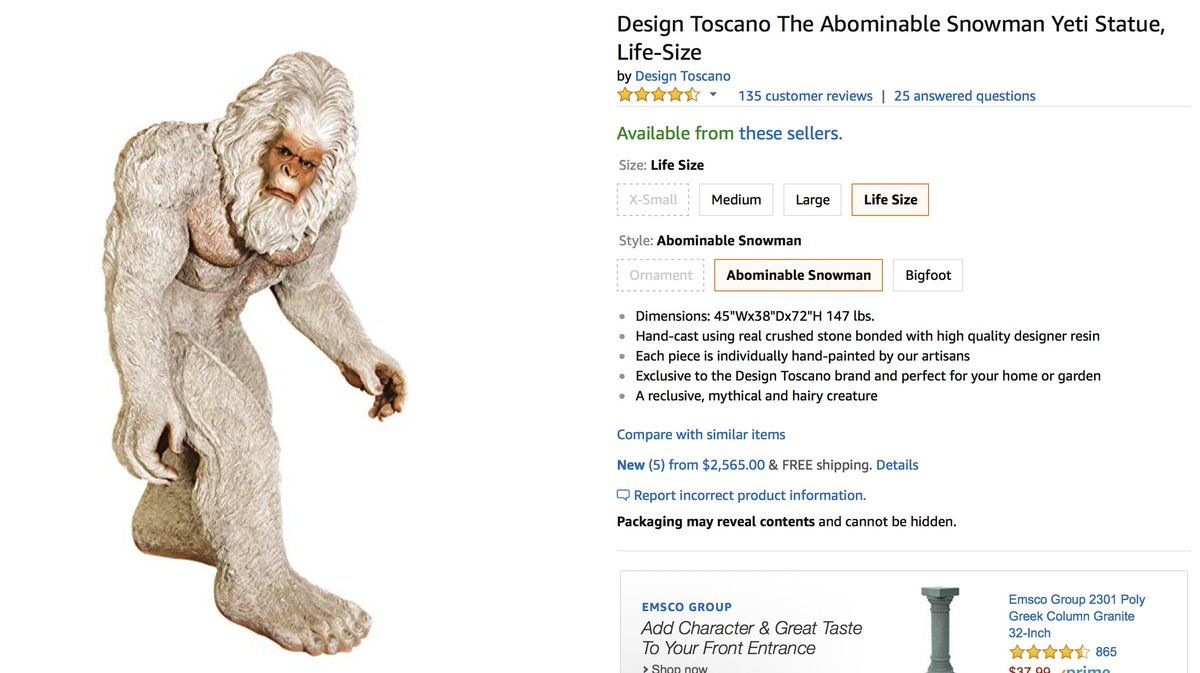 Design Toscano The Abominable Snowman Yeti Statue,
Life-Size
by Design Toscano
135 customer reviews | 25 answered questions
Available from these sellers.
Size: Life Size
X-Small Medium Large Life Size
Style: Abominable Snowman
Ornament Abominable Snowman Bigfoot
Dimensions: 45"Wx38"Dx72"H 147 lbs.
Hand-cast using real crushed stone bonded with high quality designer resin
Each piece is individually hand-painted by our artisans
Exclusive to the Design Toscano brand and perfect for your home or garden
A reclusive, mythical and hairy creature
Compare with similar items
New (5) from $2,565.00 & FREE shipping. Details
Report incorrect product information.
Packaging may reveal contents and cannot be hidden.
EMSCO GROUP
Add Character & Great Taste
To Your Front Entrance
Shop now
Emsco Group 2301 Poly
Greek Column Granite
32-Inch
865
$37.99 prime